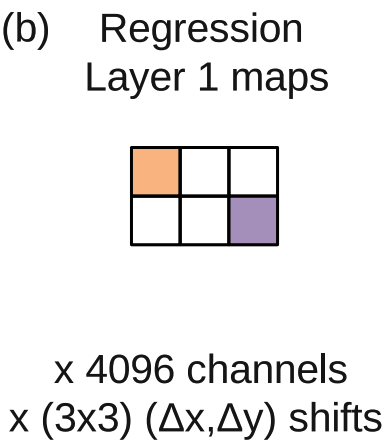 (b) Regression
Layer 1 maps
x 4096 channels
x (3x3) (Δx,Δy) shifts